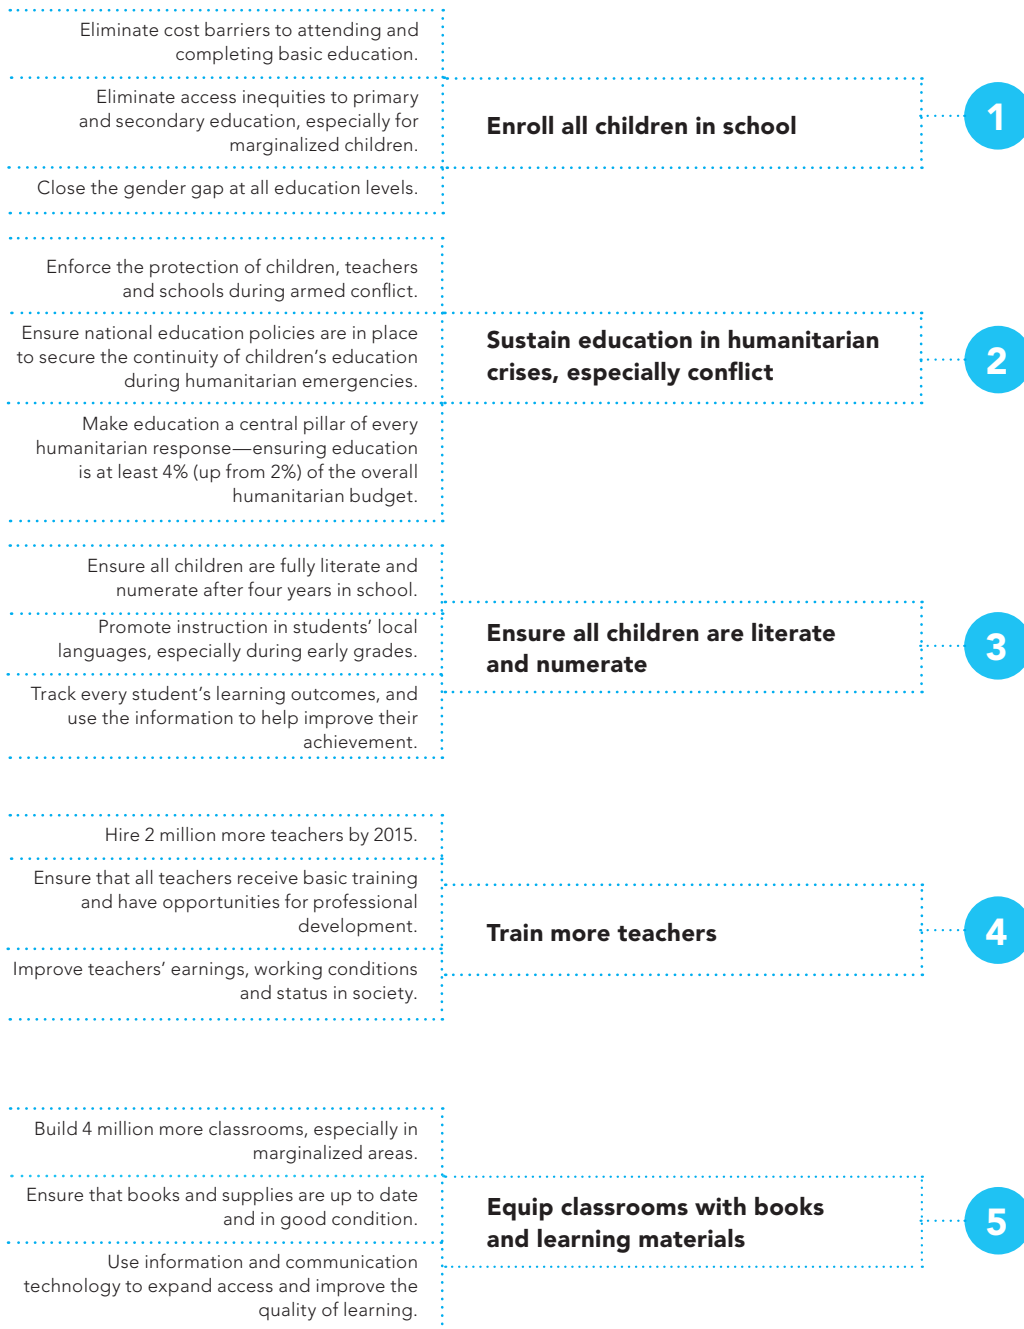 Eliminate cost barriers to attending and
completing basic education.
Eliminate access inequities to primary
and secondary education, especially for
marginalized children.
Close the gender gap at all education levels.
Enroll all children in school
1
Enforce the protection of children, teachers
and schools during armed conflict.
Ensure national education policies are in place
to secure the continuity of children’s education
during humanitarian emergencies.
Make education a central pillar of every
humanitarian response—ensuring education
is at least 4% (up from 2%) of the overall
humanitarian budget.
Sustain education in humanitarian
crises, especially conflict
2
Ensure all children are fully literate and
numerate after four years in school.
Promote instruction in students’ local
languages, especially during early grades.
Track every student’s learning outcomes, and
use the information to help improve their
achievement.
Ensure all children are literate
and numerate
3
Hire 2 million more teachers by 2015.
Ensure that all teachers receive basic training
and have opportunities for professional
development.
Improve teachers’ earnings, working conditions
and status in society.
Train more teachers
4
Build 4 million more classrooms, especially in
marginalized areas.
Ensure that books and supplies are up to date
and in good condition.
Use information and communication
technology to expand access and improve the
quality of learning.
Equip classrooms with books
and learning materials
5